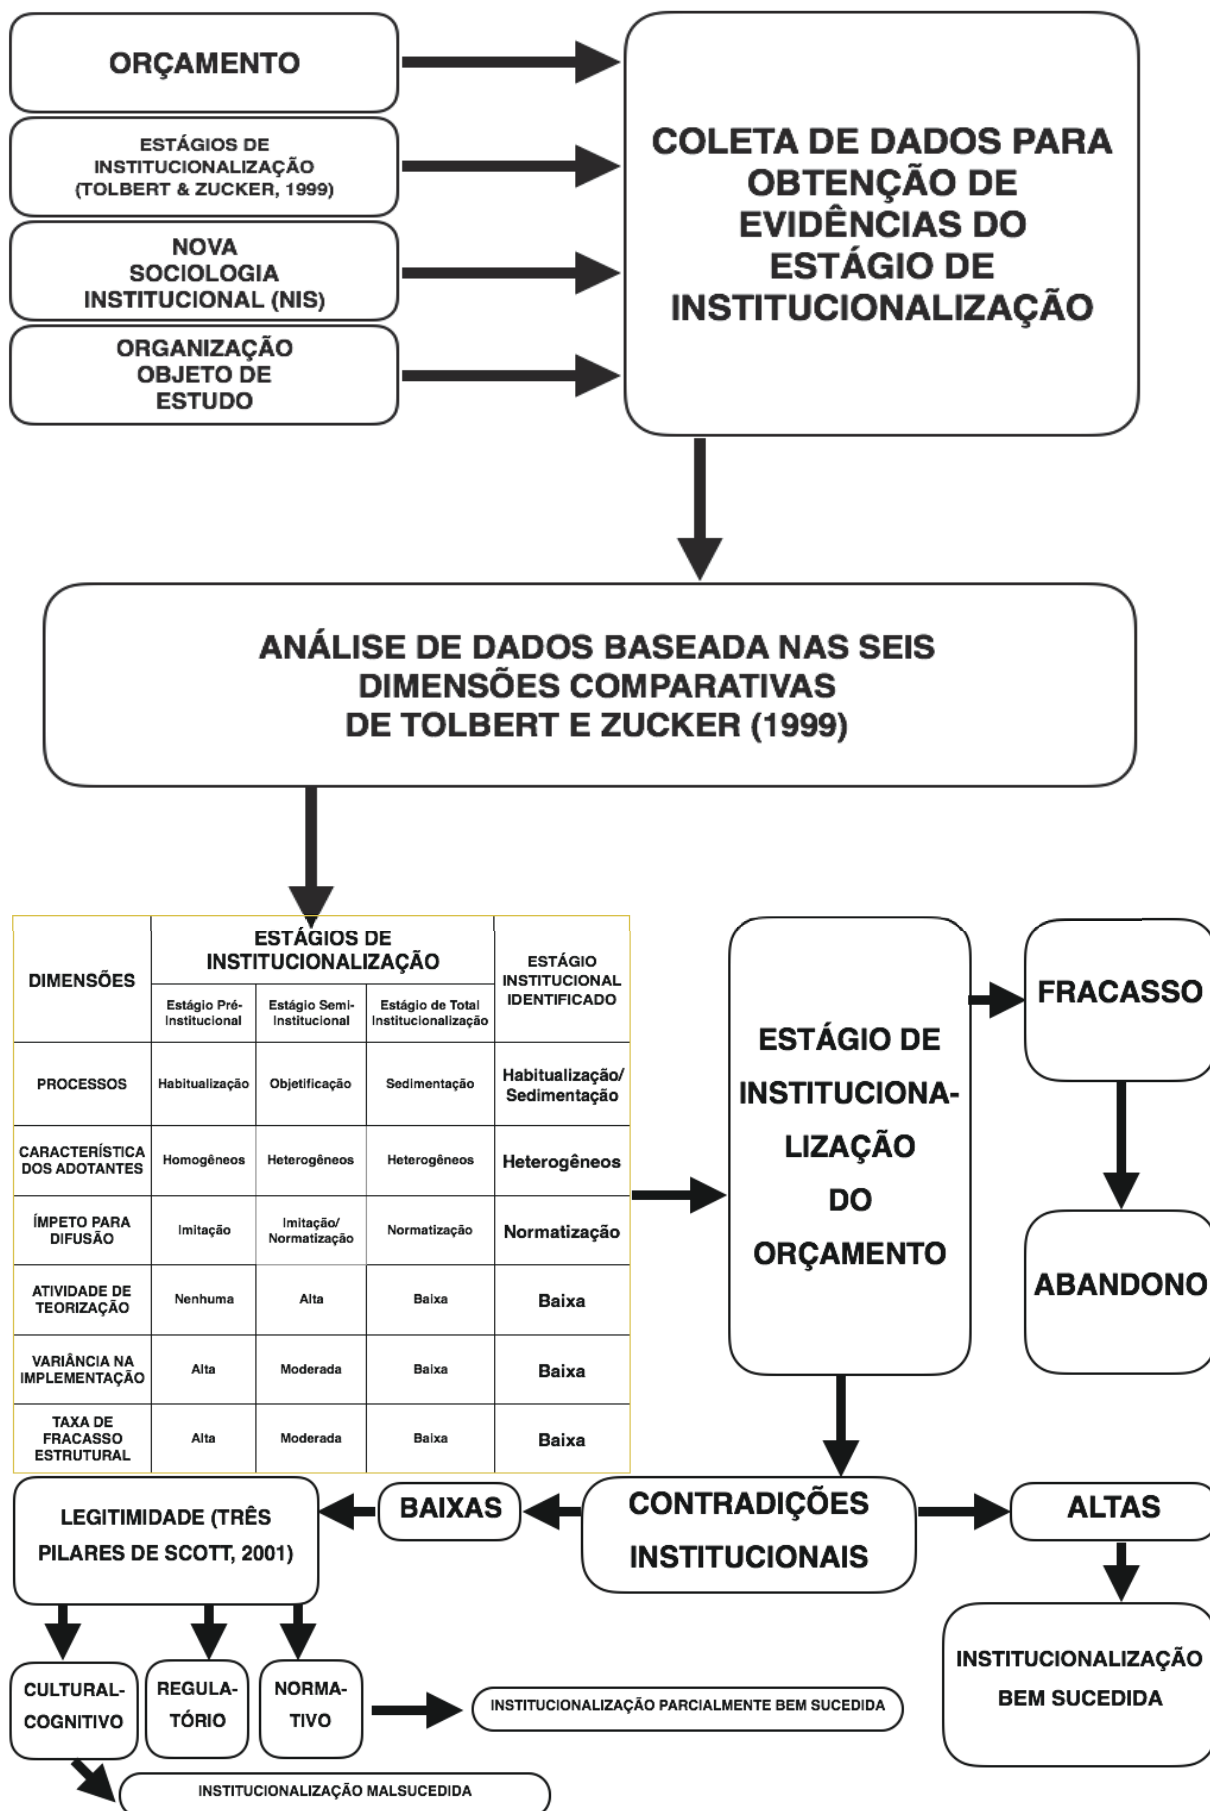 ORÇAMENTO
ESTÁGIOS DE
INSTITUCIONALIZAÇÃO
(TOLBERT & ZUCKER, 1999)
NOVA
SOCIOLOGIA
INSTITUCIONAL (NIS)
ORGANIZAÇÃO
OBJETO DE
ESTUDO
COLETA DE DADOS PARA
OBTENÇÃO DE
EVIDÊNCIAS DO
ESTÁGIO DE
INSTITUCIONALIZAÇÃO
ANÁLISE DE DADOS BASEADA NAS SEIS
DIMENSÕES COMPARATIVAS
DE TOLBERT E ZUCKER (1999)
DIMENSÕES
ESTÁGIOS DE
INSTITUCIONALIZAÇÃO
ESTÁGIO
INSTITUCIONAL
IDENTIFICADO
Estágio Pré-
Institucional
Estágio Semi-
Institucional
Estágio de Total
Institucionalização
PROCESSOS
Habitualização
Objetificação
Sedimentação
Habitualização/
Sedimentação
CARACTERÍSTICA
DOS ADOTANTES
Homogêneos
Heterogêneos
Heterogêneos
Heterogêneos
ÍMPETO PARA
DIFUSÃO
Imitação
Imitação/
Normatização
Normatização
Normatização
ATIVIDADE DE
TEORIZAÇÃO
Nenhuma
Alta
Baixa
Baixa
VARIÂNCIA NA
IMPLEMENTAÇÃO
Alta
Moderada
Baixa
Baixa
TAXA DE
FRACASSO
ESTRUTURAL
Alta
Moderada
Baixa
Baixa
ESTÁGIO DE
INSTITUCIONA-
LIZAÇÃO
DO
ORÇAMENTO
FRACASSO
ABANDONO
CONTRADIÇÕES
INSTITUCIONAIS
BAIXAS
ALTAS
LEGITIMIDADE (TRÊS
PILARES DE SCOTT, 2001)
INSTITUCIONALIZAÇÃO
BEM SUCEDIDA
CULTURAL-
COGNITIVO
REGULA-
TÓRIO
NORMA-
TIVO
INSTITUCIONALIZAÇÃO PARCIALMENTE BEM SUCEDIDA
INSTITUCIONALIZAÇÃO MALSUCEDIDA